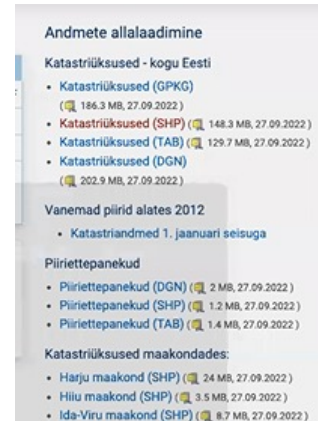 Andmete allalaadimine
Katastriüksused - kogu Eesti
• Katastriüksused (GPKG)
( 186.3 MB, 27.09.2022 )
• Katastriüksused (SHP) ( 148.3 MB, 27.09.2022 )
• Katastriüksused (TAB) ( 129.7 MB, 27.09.2022 )
• Katastriüksused (DGN)
( 202.9 MB, 27.09.2022 )
Vanemad piirid alates 2012
• Katastriandmed 1. jaanuari seisuga
Piiriettepanekud
• Piiriettepanekud (DGN) ( 2 MB, 27.09.2022 )
• Piiriettepanekud (SHP) ( 1.2 MB, 27.09.2022 )
• Piiriettepanekud (TAB) ( 1.4 MB, 27.09.2022 )
Katastriüksused maakondades:
• Harju maakond (SHP) ( 24 MB, 27.09.2022 )
• Hiiu maakond (SHP) ( 3.5 MB, 27.09.2022 )
• Ida-Viru maakond (SHP) ( 8.7 MB, 27.09.2022 )